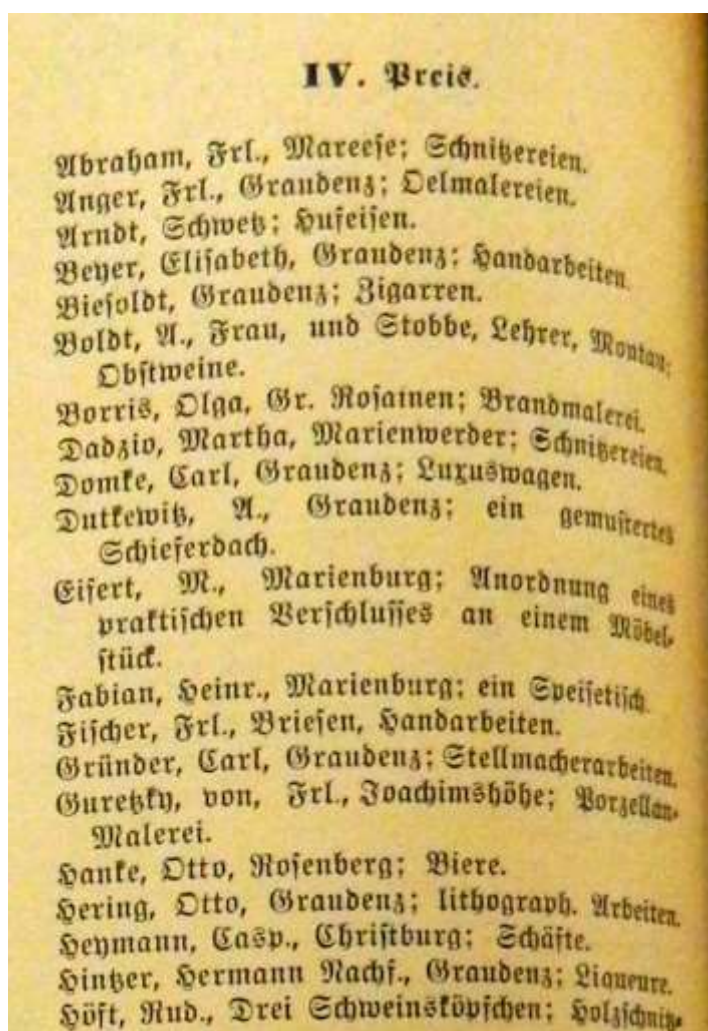 IV. Preis.
Abraham, Frl., Mareese; Schnitzereien.
Anger, Frl., Graudenz; Oelmalereien.
Arndt, Schwetz; Hufeisen.
Beyer, Elisabeth, Graudenz; Handarbeiten.
Biesoldt, Graudenz; Zigarren.
Boldt, A., Frau, und Stobbe, Lehrer, Montau;
Obstweine.
Borris, Olga, Gr. Rosainen; Brandmalerei.
Dadzio, Martha, Marienwerder; Schnitzereien.
Domke, Carl, Graudenz; Luxuswagen.
Dutkewitz, A., Graudenz; ein gemustertes
Schieferdach.
Eisert, M., Marienburg; Anordnung eines
praktischen Verschlusses an einem Möbel-
stück.
Fabian, Heinr., Marienburg; ein Speisetisch.
Fischer, Frl., Briesen, Handarbeiten.
Gründer, Carl, Graudenz; Stellmacherarbeiten.
Guretzky, von, Frl., Joachimshöhe; Porzellan-
Malerei.
Hanke, Otto, Rosenberg; Biere.
Hering, Otto, Graudenz; lithograph. Arbeiten.
Heymann, Casp., Christburg; Schäfte.
Hintzer, Hermann Nachf., Graudenz; Liqueure.
Höft, Rud., Drei Schweinsköpfchen; Holzschnitz-